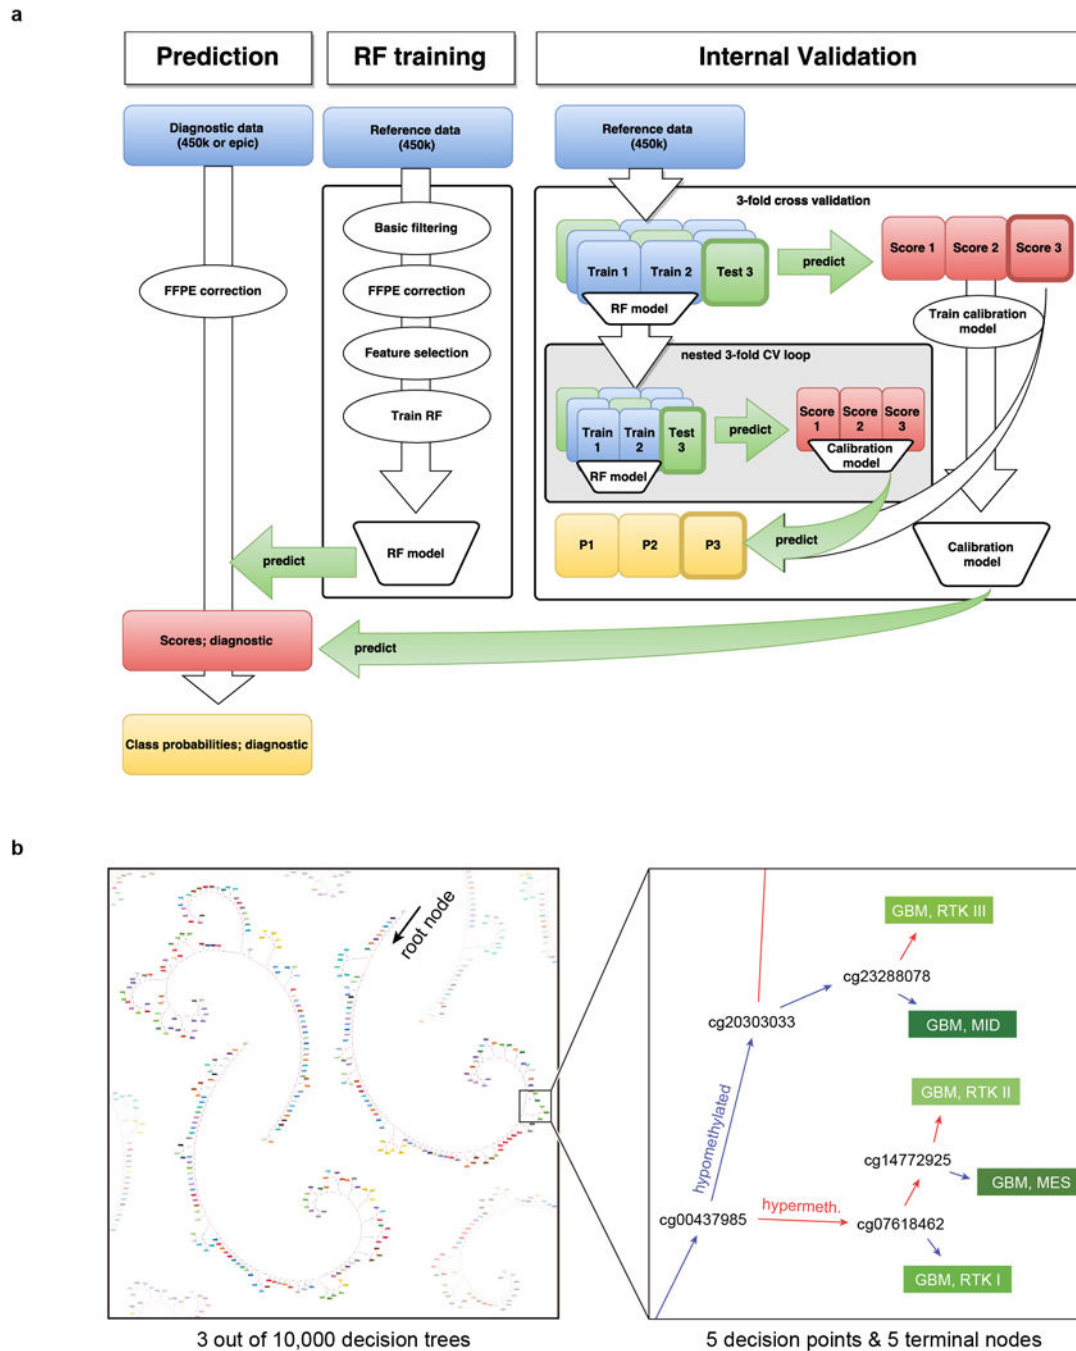 a
Prediction
RF training
Internal Validation
Diagnostic data
(450k or epic)
Reference data
(450k)
Reference data
(450k)
3-fold cross validation
Basic filtering
FFPE correction
FFPE correction
Feature selection
Train RF
RF model
Train 1
Train 2
Test 3
RF model
predict
Score 1
Score 2
Score 3
Train calibration
model
nested 3-fold CV loop
Train
1
Train
2
Test
3
RF model
predict
Score
1
Score
2
Score
3
Calibration
model
P1
P2
P3
predict
Calibration
model
predict
Scores; diagnostic
predict
Class probabilities; diagnostic
b
root node
3 out of 10,000 decision trees
GBM, RTK III
cg23288078
cg20303033
GBM, MID
GBM, RTK II
hypomethylated
cg14772925
GBM, MES
hypermeth.
cg00437985
cg07618462
GBM, RTK I
5 decision points & 5 terminal nodes